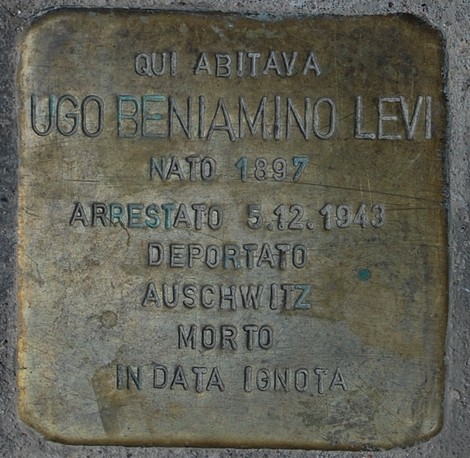 QUI ABITAVA
UGO BENIAMINO LEVI
NATO 1897
ARRESTATO 5.12.1943
DEPORTATO
AUSCHWITZ
MORTO
IN DATA IGNOTA